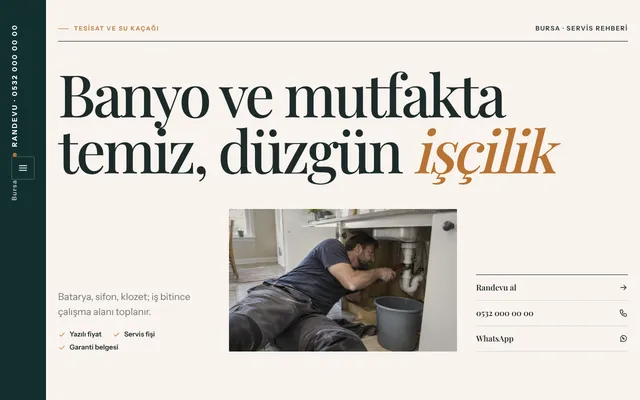 RANDEVU · 0532 000 00 00
Bursa
TESİSAT VE SU KAÇAĞI
BURSA · SERVİS REHBERİ
Banyo ve mutfakta
temiz, düzgün işçilik
Batarya, sifon, klozet; iş bitince
çalışma alanı toplanır.
Yazılı fiyat
Servis fişi
Garanti belgesi
Randevu al
0532 000 00 00
WhatsApp